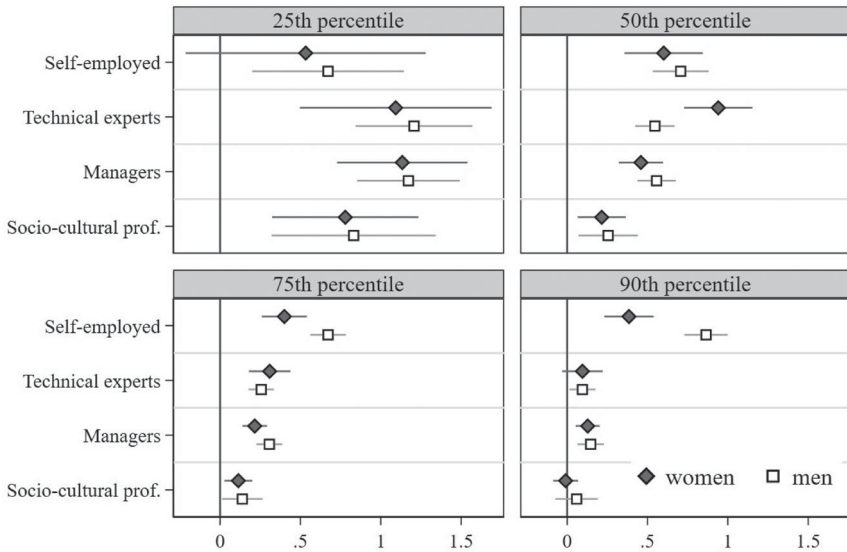 25th percentile
50th percentile
Self-employed
Technical experts
Managers
Socio-cultural prof.
75th percentile
90th percentile
Self-employed
Technical experts
Managers
Socio-cultural prof.
women men
0 .5 1 1.5 0 .5 1 1.5